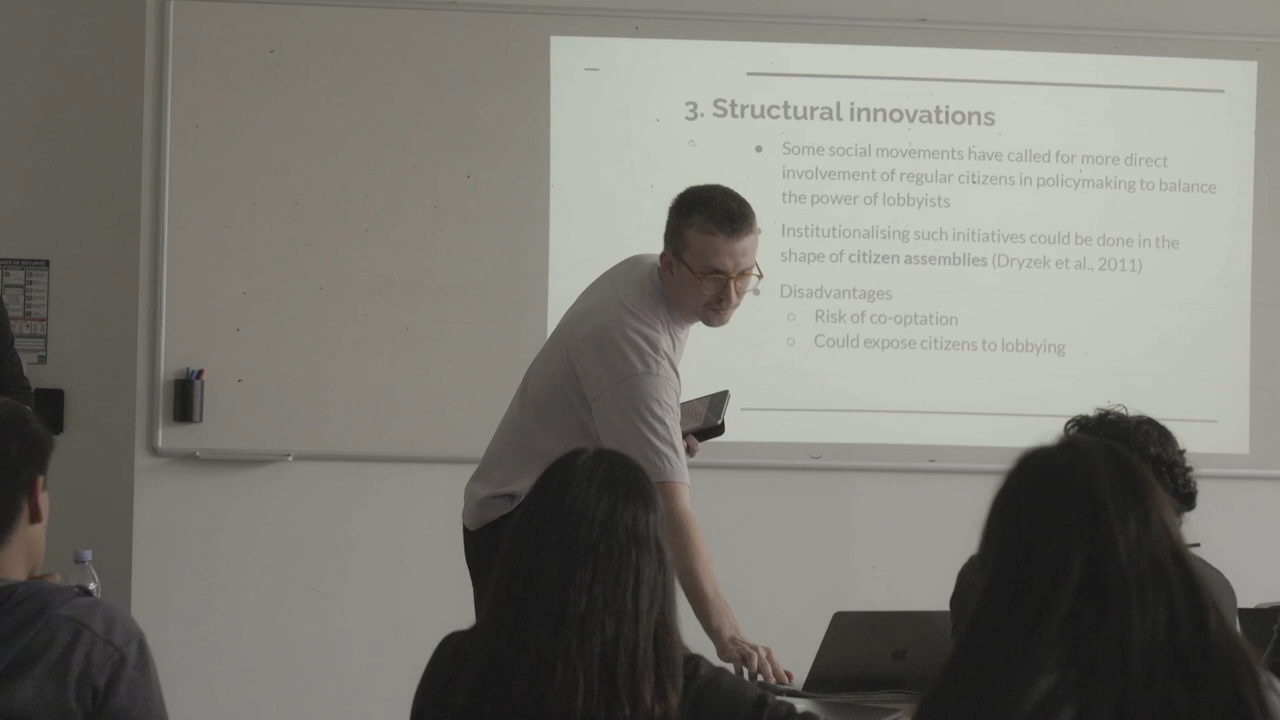 3. Structural innovations
Some social movements have called for more direct
involvement of regular citizens in policymaking to balance
the power of lobbyists
Institutionalising such initiatives could be done in the
shape of citizen assemblies (Dryzek et al., 2011)
Disadvantages
Risk of co-optation
Could expose citizens to lobbying